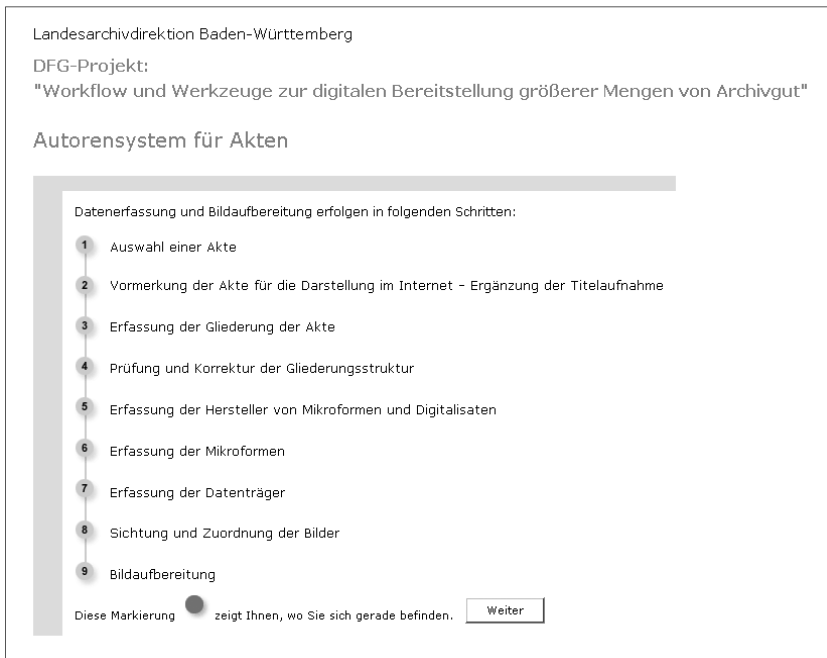 Landesarchivdirektion Baden-Württemberg
DFG-Projekt:
"Workflow und Werkzeuge zur digitalen Bereitstellung größerer Mengen von Archivgut"
Autorensystem für Akten
Datenerfassung und Bildaufbereitung erfolgen in folgenden Schritten:
1 Auswahl einer Akte
2 Vormerkung der Akte für die Darstellung im Internet - Ergänzung der Titelaufnahme
3 Erfassung der Gliederung der Akte
4 Prüfung und Korrektur der Gliederungsstruktur
5 Erfassung der Hersteller von Mikroformen und Digitalisaten
6 Erfassung der Mikroformen
7 Erfassung der Datenträger
8 Sichtung und Zuordnung der Bilder
9 Bildaufbereitung
Diese Markierung zeigt Ihnen, wo Sie sich gerade befinden. Weiter